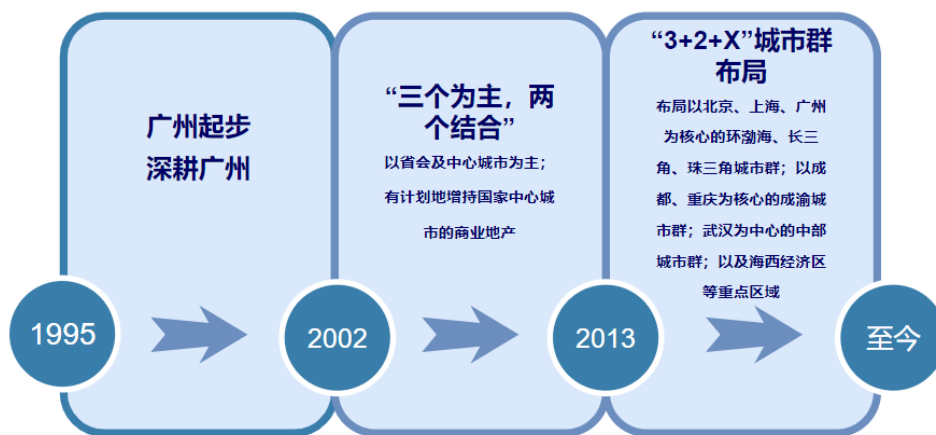 广州起步
深耕广州
“三个为主，两
个结合”
以省会及中心城市为主；
有计划地增持国家中心城
市的商业地产
“3+2+X”城市群
布局
布局以北京、上海、广州
为核心的环渤海、长三
角、珠三角城市群；以成
都、重庆为核心的成渝城
市群；武汉为中心的中部
城市群；以及海西经济区
等重点区域
1995
2002
2013
至今